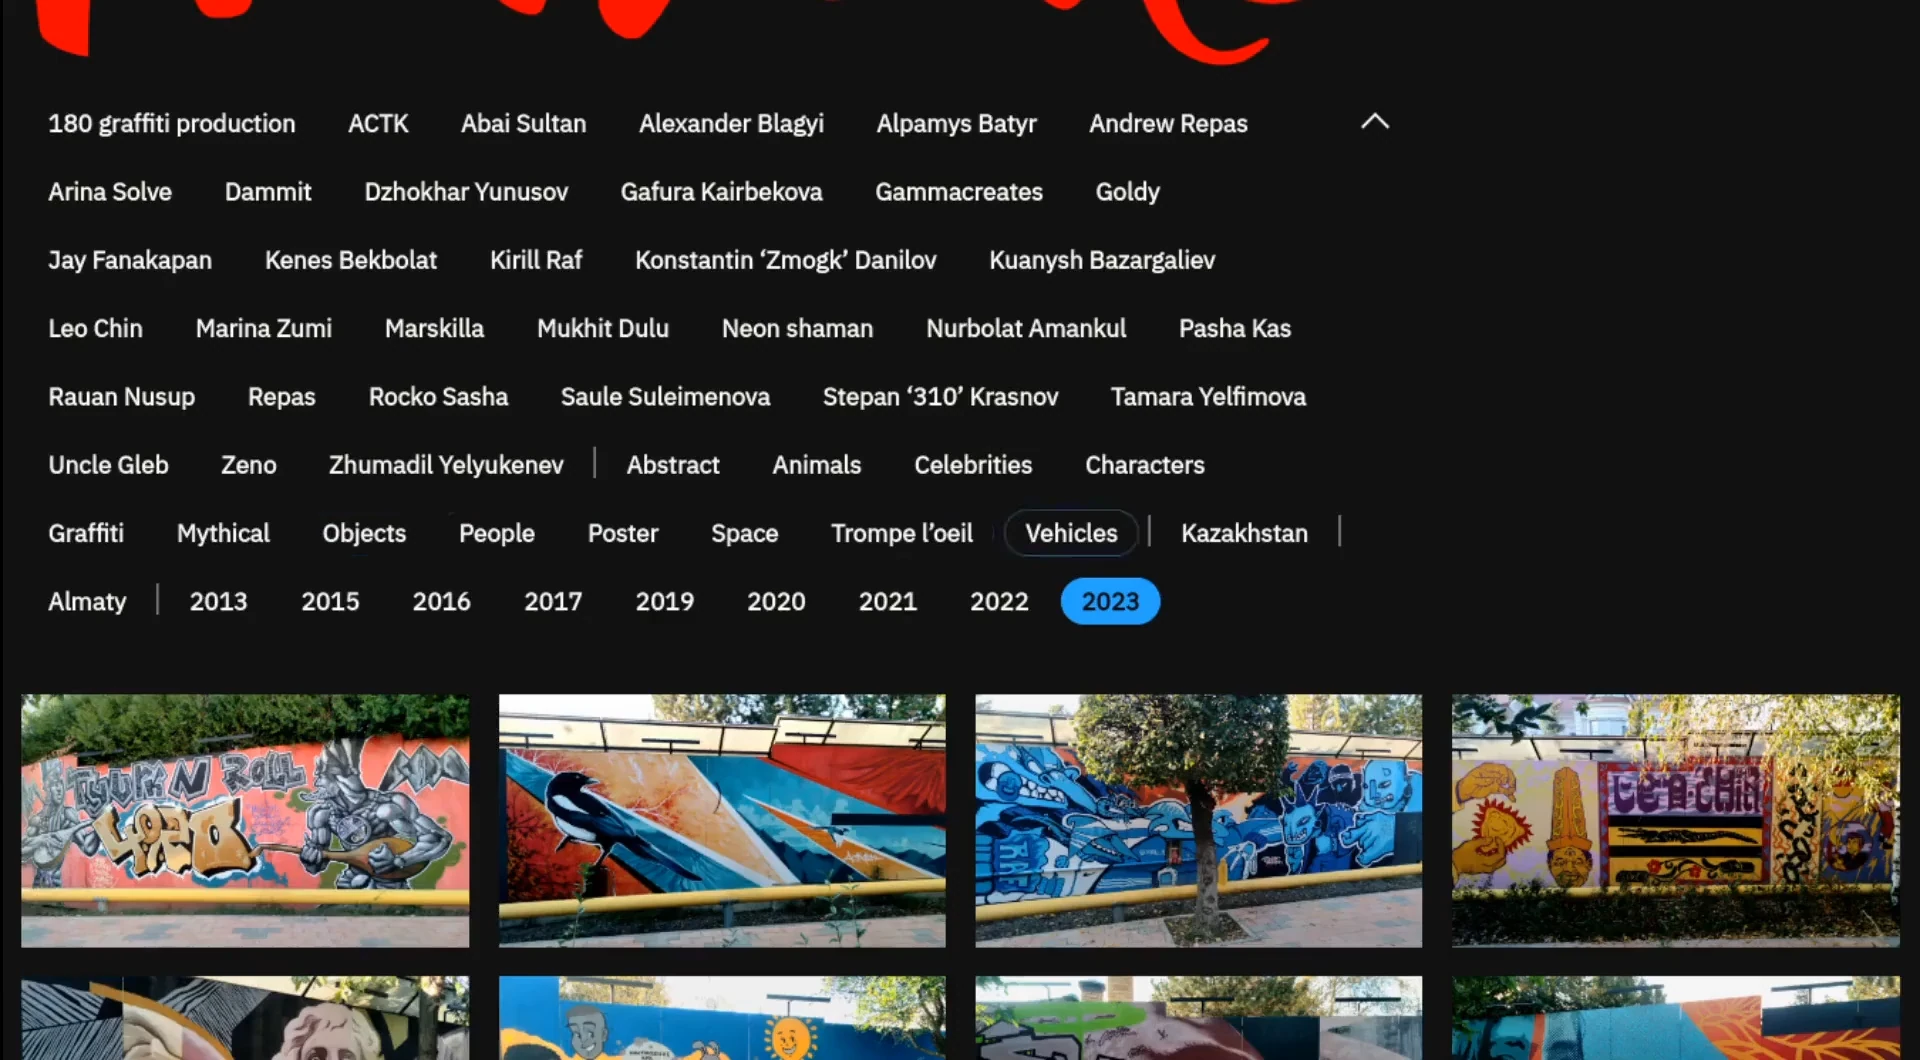 180 graffiti production ACTK Abai Sultan Alexander Blagyi Alpamys Batyr Andrew Repas
Arina Solve Dammit Dzhokhar Yunusov Gafura Kairbekova Gammacreates Goldy
Jay Fanakapan Kenes Bekbolat Kirill Raf Konstantin ‘Zmogk’ Danilov Kuanysh Bazargaliev
Leo Chin Marina Zumi Marskilla Mukhit Dulu Neon shaman Nurbolat Amankul Pasha Kas
Rauan Nusup Repas Rocko Sasha Saule Suleimenova Stepan ‘310’ Krasnov Tamara Yelfimova
Uncle Gleb Zeno Zhumadil Yelyukenev | Abstract Animals Celebrities Characters
Graffiti Mythical Objects People Poster Space Trompe l’oeil Vehicles | Kazakhstan |
Almaty | 2013 2015 2016 2017 2019 2020 2021 2022 2023
N ROLL
LEO-CHIN